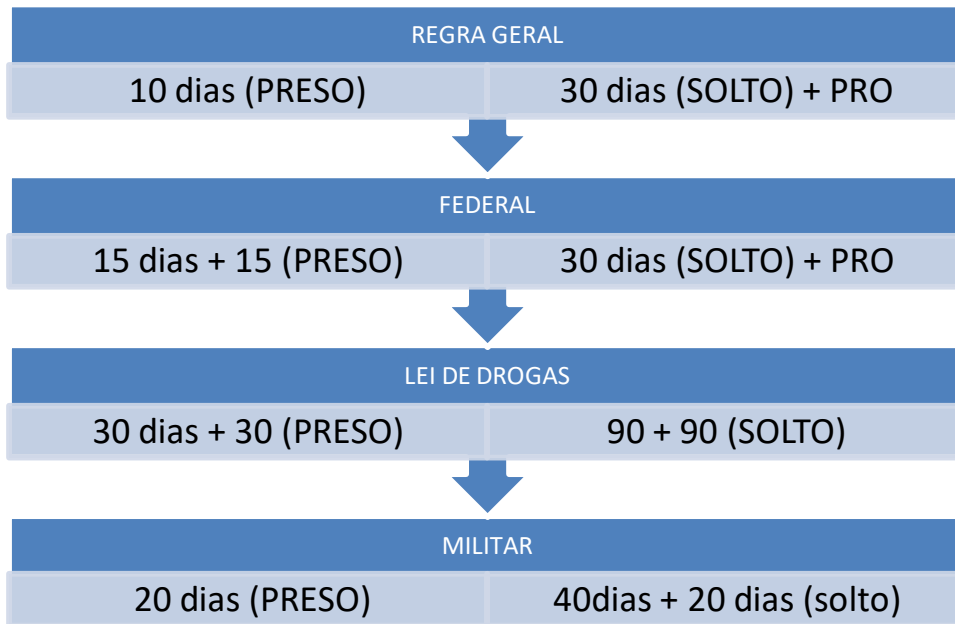 REGRA GERAL
10 dias (PRESO)
30 dias (SOLTO) + PRO
FEDERAL
15 dias + 15 (PRESO)
30 dias (SOLTO) + PRO
LEI DE DROGAS
30 dias + 30 (PRESO)
90 + 90 (SOLTO)
MILITAR
20 dias (PRESO)
40dias + 20 dias (solto)